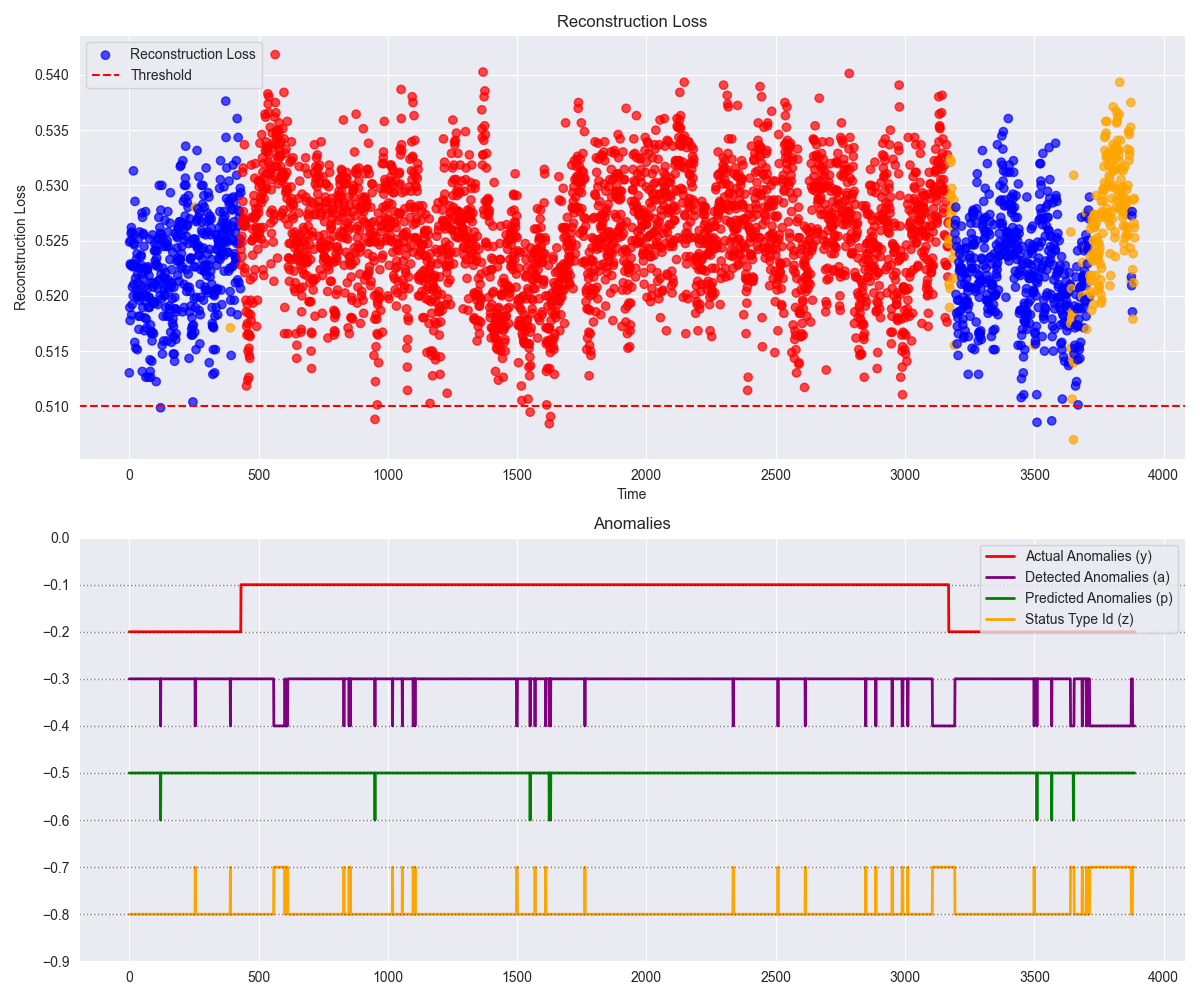 Reconstruction Loss
Reconstruction Loss
Threshold
Reconstruction Loss
0.540
0.535
0.530
0.525
0.520
0.515
0.510
0 500 1000 1500 2000 2500 3000 3500 4000
Time
Anomalies
Actual Anomalies (y)
Detected Anomalies (a)
Predicted Anomalies (p)
Status Type Id (z)
0.0
−0.1
−0.2
−0.3
−0.4
−0.5
−0.6
−0.7
−0.8
−0.9
0 500 1000 1500 2000 2500 3000 3500 4000